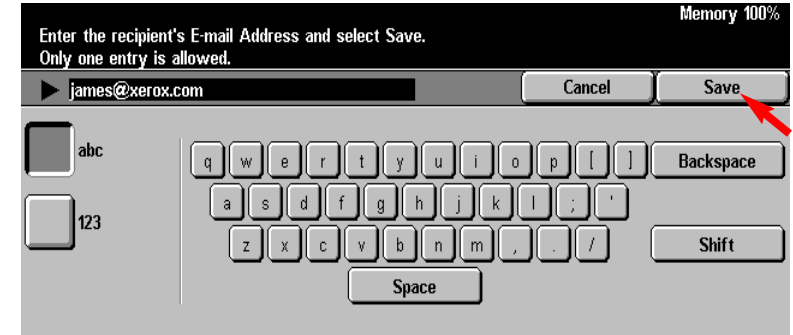 Memory 100%
Enter the recipient's E-mail Address and select Save.
Only one entry is allowed.
james@xerox.com
Cancel
Save
abc
q w e r t y u i o p [ ] Backspace
a s d f g h j k l ; '
123
z x c v b n m , . / Shift
Space